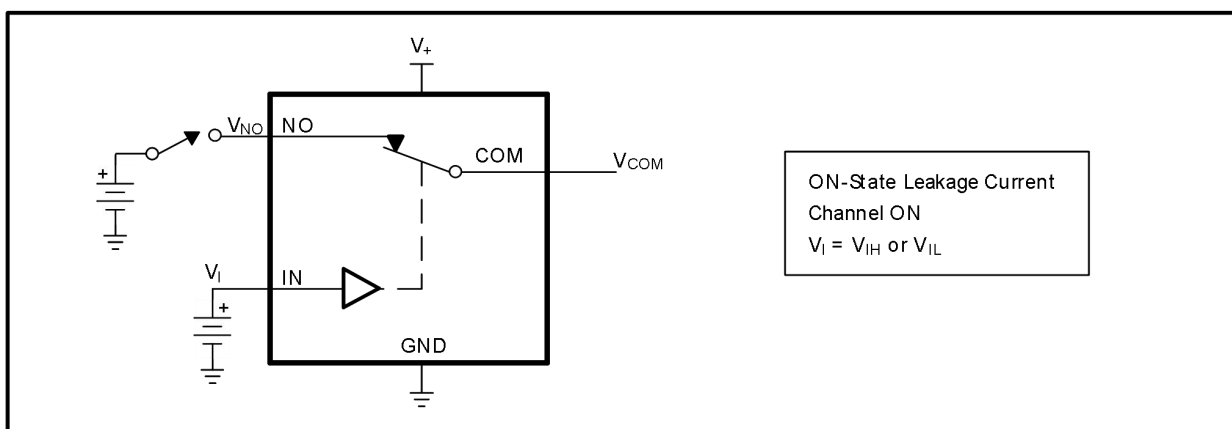 V+
VNO NO
COM
VCOM
+
VI IN
+
GND
ON-State Leakage Current
Channel ON
VI = VIH or VIL